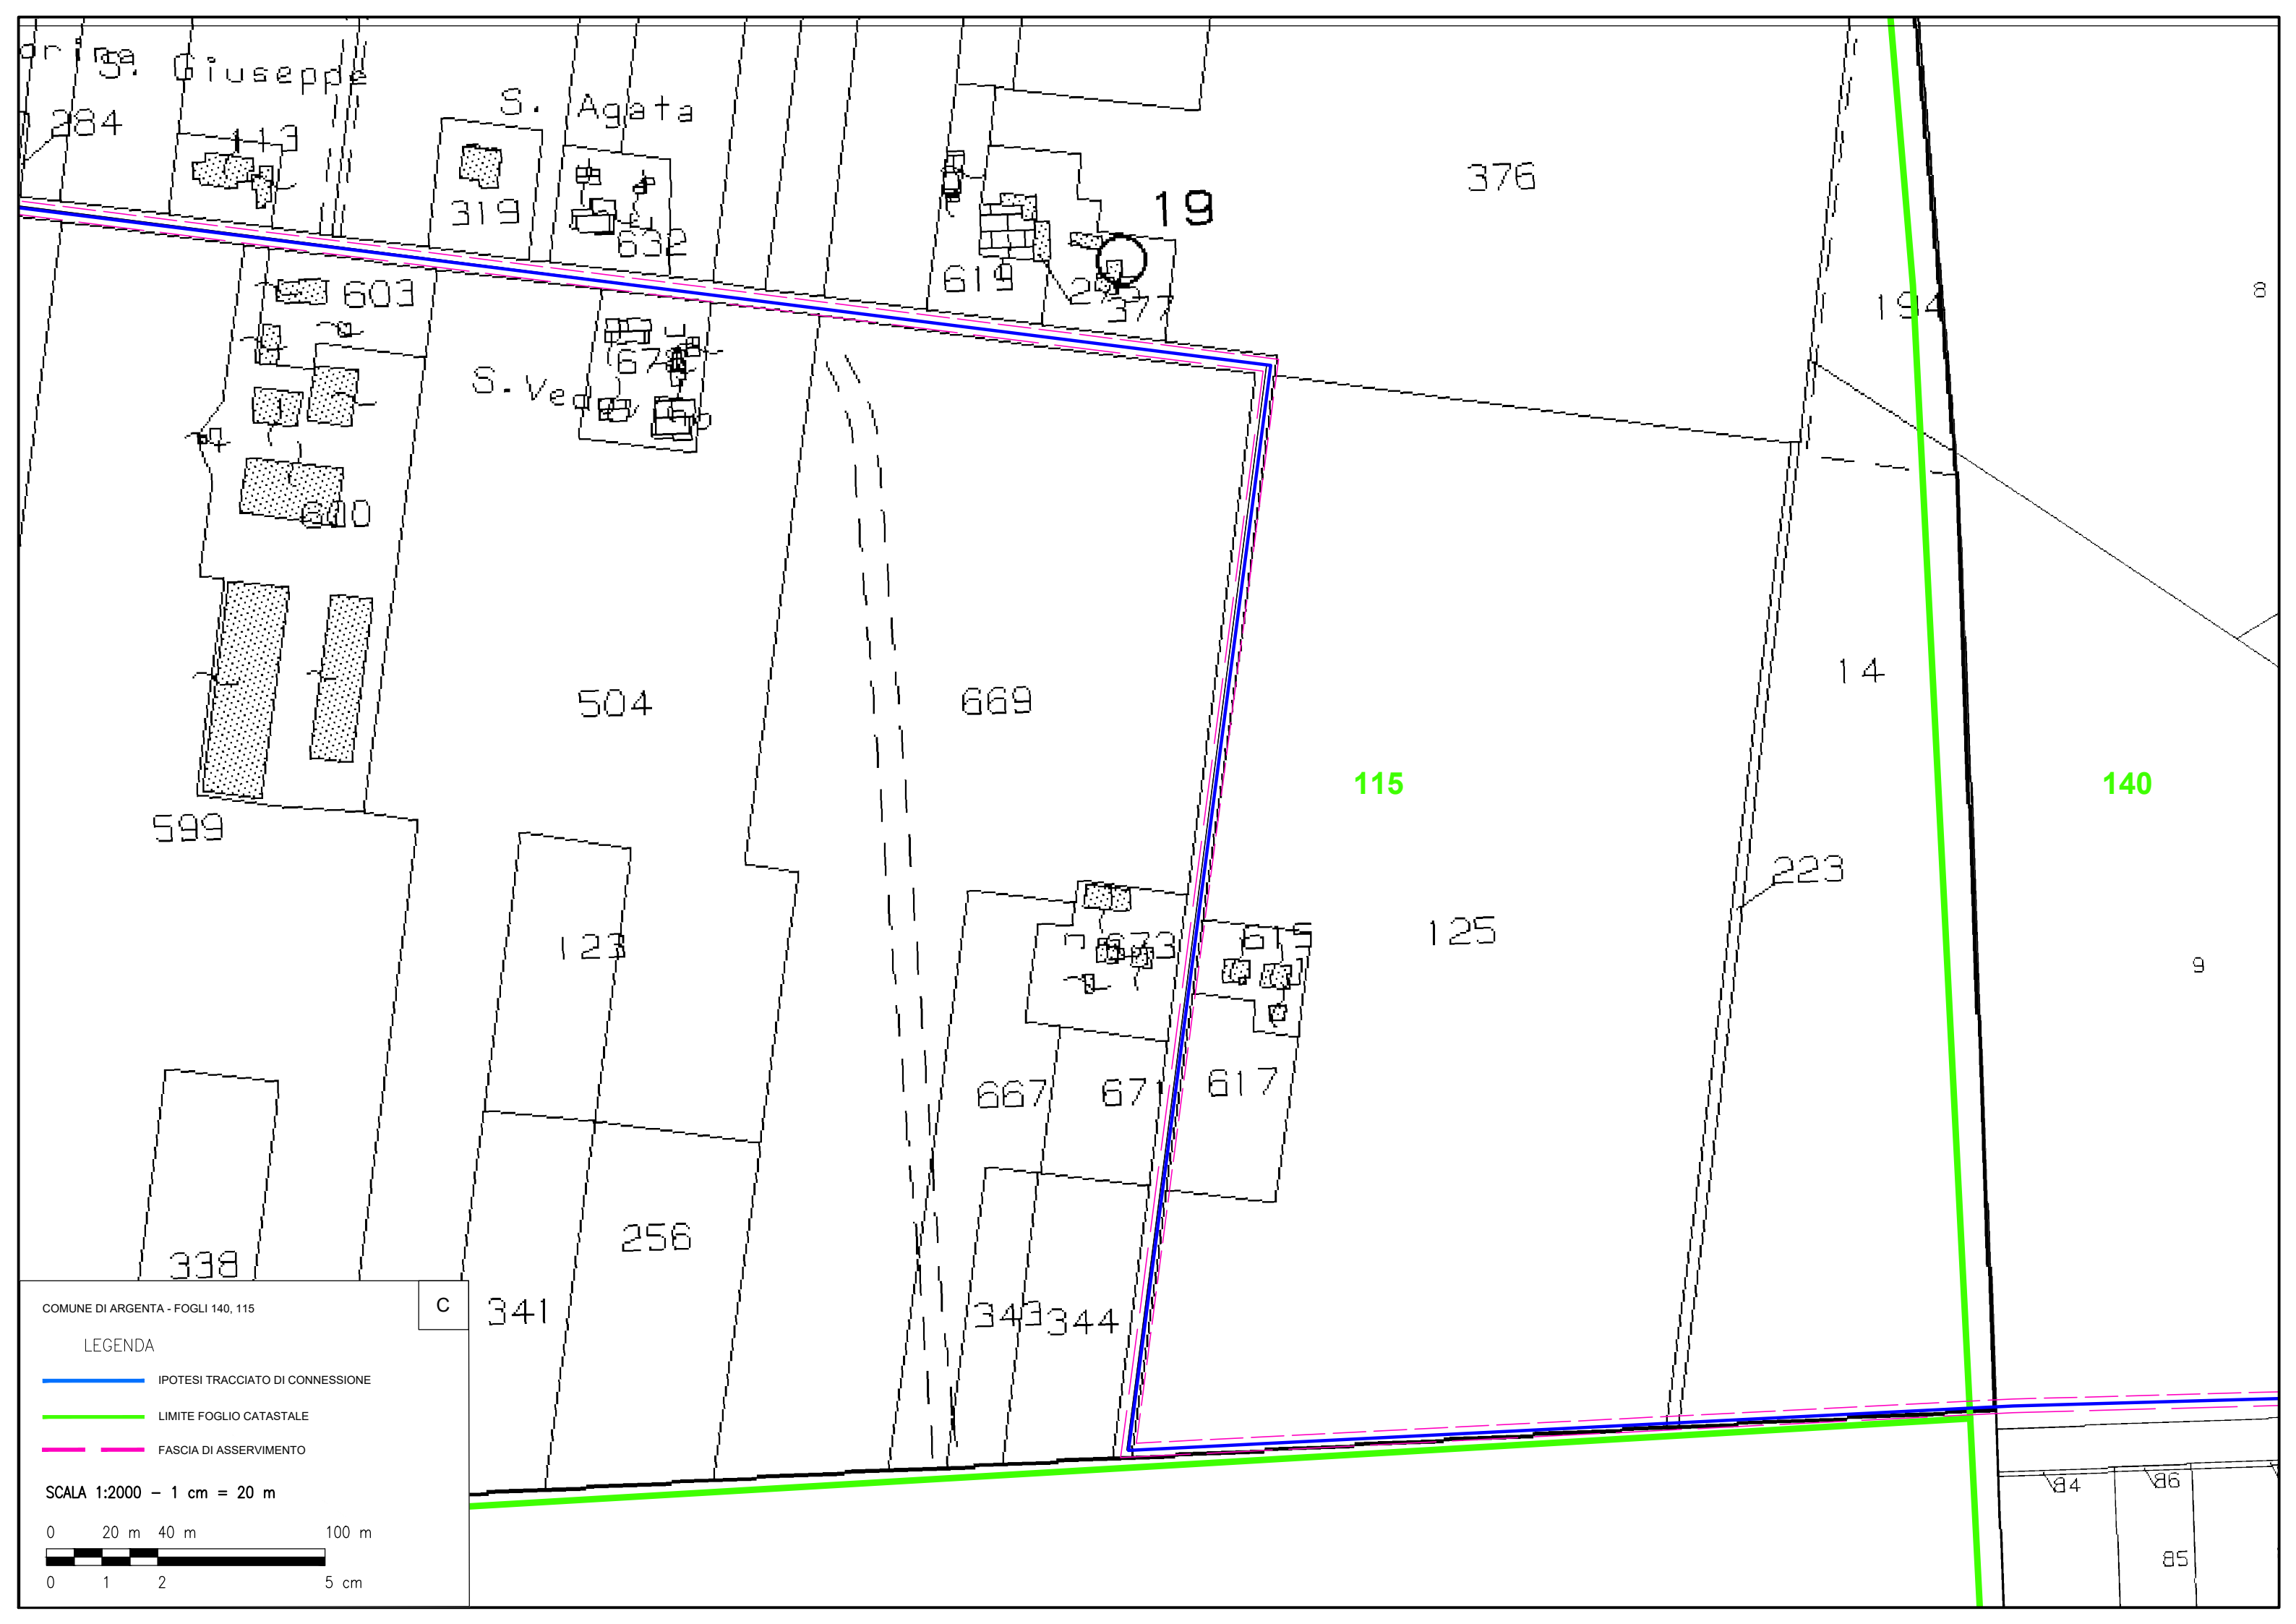 S. Giuseppe
284
113
S. Agata
319
632
376
19
619
377
194
8
603
S.Ve
504
669
14
115
140
599
223
123
673
615
125
9
667
671
617
256
338
341
343
344
84
86
85
COMUNE DI ARGENTA - FOGLI 140, 115
C
LEGENDA
IPOTESI TRACCIATO DI CONNESSIONE
LIMITE FOGLIO CATASTALE
FASCIA DI ASSERVIMENTO
SCALA 1:2000 - 1 cm = 20 m
0 20 m 40 m 100 m
0 1 2 5 cm